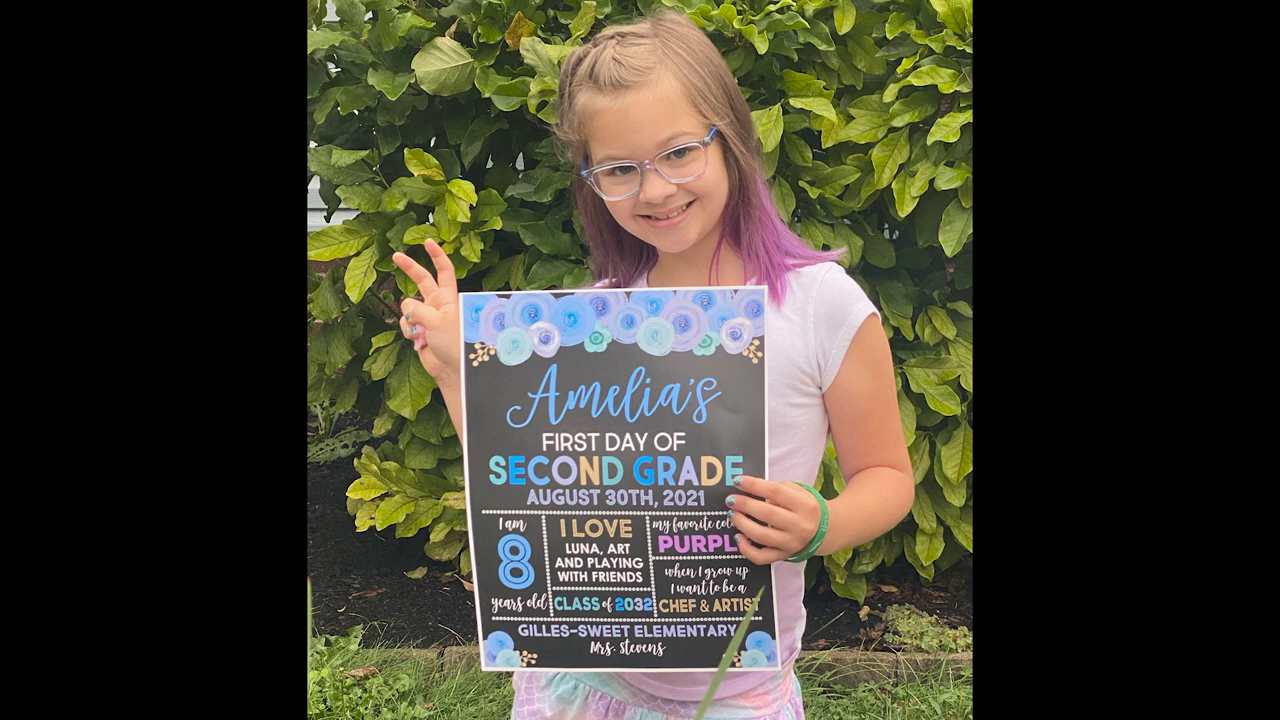 Amelia's
FIRST DAY OF
SECOND GRADE
AUGUST 30TH, 2021
I am
8
years old
I LOVE
LUNA, ART
AND PLAYING
WITH FRIENDS
CLASS of 2032
my favorite
PURPL
when I grow up
I want to be a
CHEF & ARTIST
GILLES-SWEET ELEMENTARY
Mrs. Stevens